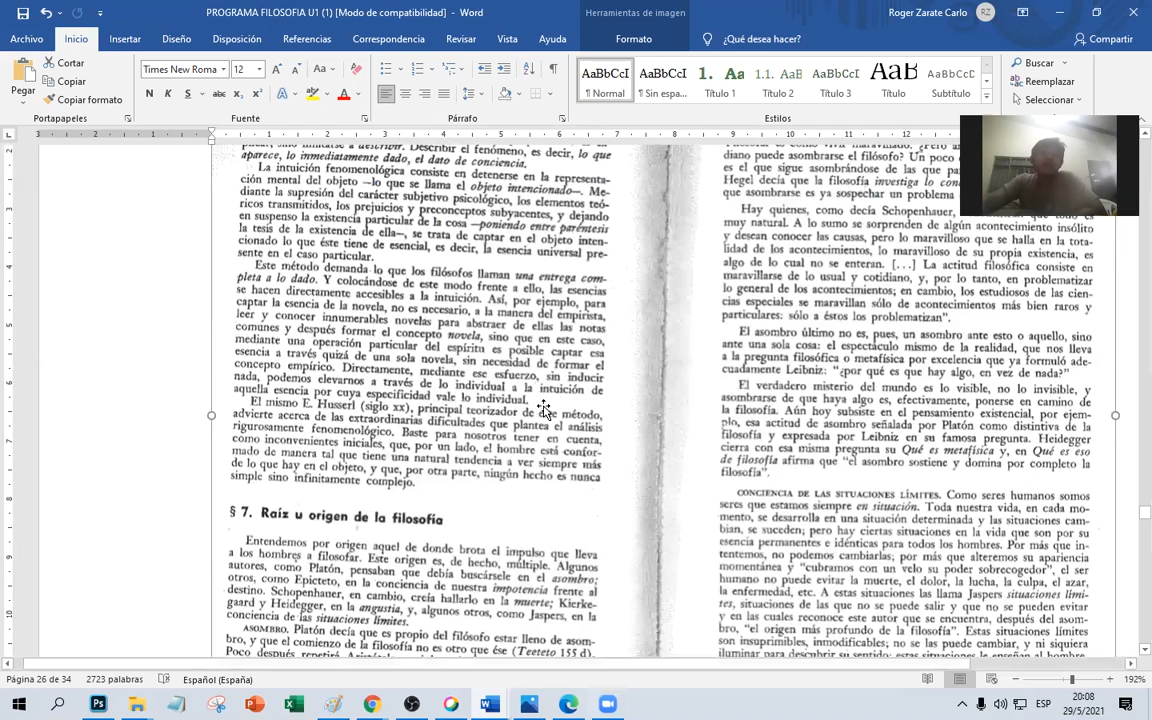 PROGRAMA FILOSOFIA U1 (1) [Modo de compatibilidad] - Word
Herramientas de imagen
Roger Zarate Carlo
RZ
Archivo
Inicio
Insertar
Diseño
Disposición
Referencias
Correspondencia
Revisar
Vista
Ayuda
Formato
¿Qué desea hacer?
Compartir
Pegar
Cortar
Copiar
Copiar formato
Portapapeles
Times New Roma
12
Fuente
Párrafo
AaBbCcI
¶ Normal
AaBbCcI
¶ Sin espa...
1. Aa
Título 1
1.1. AaB
Título 2
AaBbCcI
Título 3
AaB
Título
AaBbCcD
Subtítulo
Estilos
Buscar
Reemplazar
Seleccionar
Describir el fenómeno, es decir, lo que
aparece, lo inmediatamente dado, el dato de conciencia.
La intuición fenomenológica consiste en detenerse en la representa-
ción mental del objeto —lo que se llama el objeto intencionado—. Me-
diante la supresión del carácter subjetivo psicológico, los elementos teó-
ricos transmitidos, los prejuicios y preconceptos subyacentes, y dejando
en suspenso la existencia particular de la cosa —poniendo entre paréntesis
la tesis de la existencia de ella—, se trata de captar en el objeto inten-
cionado lo que éste tiene de esencial, es decir, la esencia universal pre-
sente en el caso particular.
Este método demanda lo que los filósofos llaman una entrega com-
pleta a lo dado. Y colocándose de este modo frente a ello, las esencias
se hacen directamente accesibles a la intuición. Así, por ejemplo, para
captar la esencia de la novela, no es necesario, a la manera del empirista,
leer y conocer innumerables novelas para abstraer de ellas las notas
comunes y después formar el concepto novela, sino que en este caso,
mediante una operación particular del espíritu es posible captar esa
esencia a través quizá de una sola novela, sin necesidad de formar el
concepto empírico. Directamente, mediante ese esfuerzo, sin inducir
nada, podemos elevarnos a través de lo individual a la intuición de
aquella esencia por cuya especificidad vale lo individual.
El mismo E. Husserl (siglo xx), principal teorizador de este método,
advierte acerca de las extraordinarias dificultades que plantea el análisis
rigurosamente fenomenológico. Baste para nosotros tener en cuenta,
como inconvenientes iniciales, que, por un lado, el hombre está confor-
mado de manera tal que tiene una natural tendencia a ver siempre más
de lo que hay en el objeto, y que, por otra parte, ningún hecho es nunca
simple sino infinitamente complejo.
§ 7. Raíz u origen de la filosofía
Entendemos por origen aquel de donde brota el impulso que lleva
a los hombres a filosofar. Este origen es, de hecho, múltiple. Algunos
autores, como Platón, pensaban que debía buscársele en el asombro;
otros, como Epicteto, en la conciencia de nuestra impotencia frente al
destino. Schopenhauer, en cambio, creía hallarlo en la muerte; Kierke-
gaard y Heidegger, en la angustia, y, algunos otros, como Jaspers, en la
conciencia de las situaciones límites.
ASOMBRO. Platón decía que es propio del filósofo estar lleno de asom-
bro, y que el comienzo de la filosofía no es otro que ése (Teeteto 155 d).
diano puede asombrarse el filósofo? Un poco
es el que sigue asombrándose de las que
Hegel decía que la filosofía investiga lo
que asombrarse es ya sospechar un problema
Hay quienes, como decía Schopenhauer,
muy natural. A lo sumo se sorprenden de algún acontecimiento insólito
y desean conocer las causas, pero lo maravilloso que se halla en la tota-
lidad de los acontecimientos, lo maravilloso de su propia existencia, es
algo de lo cual no se enteran. [...] La actitud filosófica consiste en
maravillarse de lo usual y cotidiano, y, por lo tanto, en problematizar
lo general de los acontecimientos; en cambio, los estudiosos de las cien-
cias especiales se maravillan sólo de acontecimientos más bien raros y
particulares: sólo a éstos los problematizan".
El asombro último no es, pues, un asombro ante esto o aquello, sino
ante una sola cosa: el espectáculo mismo de la realidad, que nos lleva
a la pregunta filosófica o metafísica por excelencia que ya formuló ade-
cuadamente Leibniz: "¿por qué es que hay algo, en vez de nada?"
El verdadero misterio del mundo es lo visible, no lo invisible, y
asombrarse de que haya algo es, efectivamente, ponerse en camino de
la filosofía. Aún hoy subsiste en el pensamiento existencial, por ejem-
plo, esa actitud de asombro señalada por Platón como distintiva de la
filosofía y expresada por Leibniz en su famosa pregunta. Heidegger
cierra con esa misma pregunta su Qué es metafísica y, en Qué es eso
de filosofía afirma que "el asombro sostiene y domina por completo la
filosofía".
CONCIENCIA DE LAS SITUACIONES LÍMITES. Como seres humanos somos
seres que estamos siempre en situación. Toda nuestra vida, en cada mo-
mento, se desarrolla en una situación determinada y las situaciones cam-
bian, se suceden; pero hay ciertas situaciones en la vida que son por su
esencia permanentes e idénticas para todos los hombres. Por más que in-
tentemos, no podemos cambiarlas; por más que alteremos su apariencia
momentánea y "cubramos con un velo su poder sobrecogedor", el ser
humano no puede evitar la muerte, el dolor, la lucha, la culpa, el azar,
la enfermedad, etc. A estas situaciones las llama Jaspers situaciones lími-
tes, situaciones de las que no se puede salir y que no se pueden evitar
y en las cuales reconoce este autor que se encuentra, después del asom-
bro, "el origen más profundo de la filosofía". Estas situaciones límites
son insuprimibles, inmodificables; no se las puede cambiar, y ni siquiera
Página 26 de 34
2723 palabras
Español (España)
192%
ESP
20:08
29/5/2021